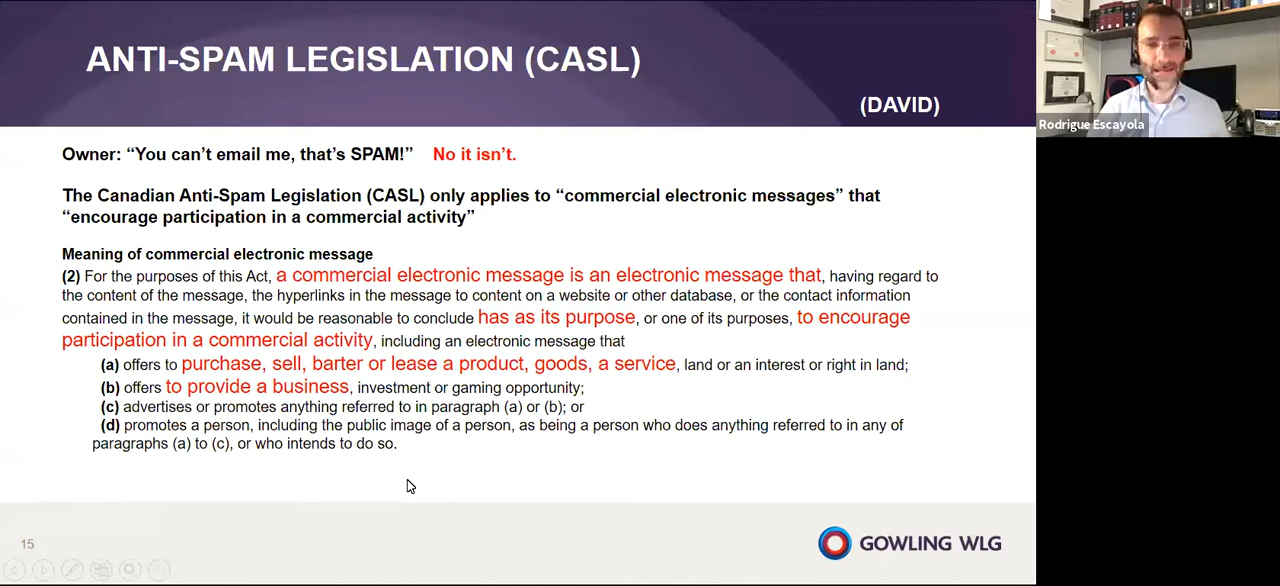 ANTI-SPAM LEGISLATION (CASL)
(DAVID)
Rodrigue Escayola
Owner: “You can’t email me, that’s SPAM!” No it isn’t.
The Canadian Anti-Spam Legislation (CASL) only applies to “commercial electronic messages” that
“encourage participation in a commercial activity”
Meaning of commercial electronic message
(2) For the purposes of this Act, a commercial electronic message is an electronic message that, having regard to
the content of the message, the hyperlinks in the message to content on a website or other database, or the contact information
contained in the message, it would be reasonable to conclude has as its purpose, or one of its purposes, to encourage
participation in a commercial activity, including an electronic message that
(a) offers to purchase, sell, barter or lease a product, goods, a service, land or an interest or right in land;
(b) offers to provide a business, investment or gaming opportunity;
(c) advertises or promotes anything referred to in paragraph (a) or (b); or
(d) promotes a person, including the public image of a person, as being a person who does anything referred to in any of
paragraphs (a) to (c), or who intends to do so.
15
GOWLING WLG